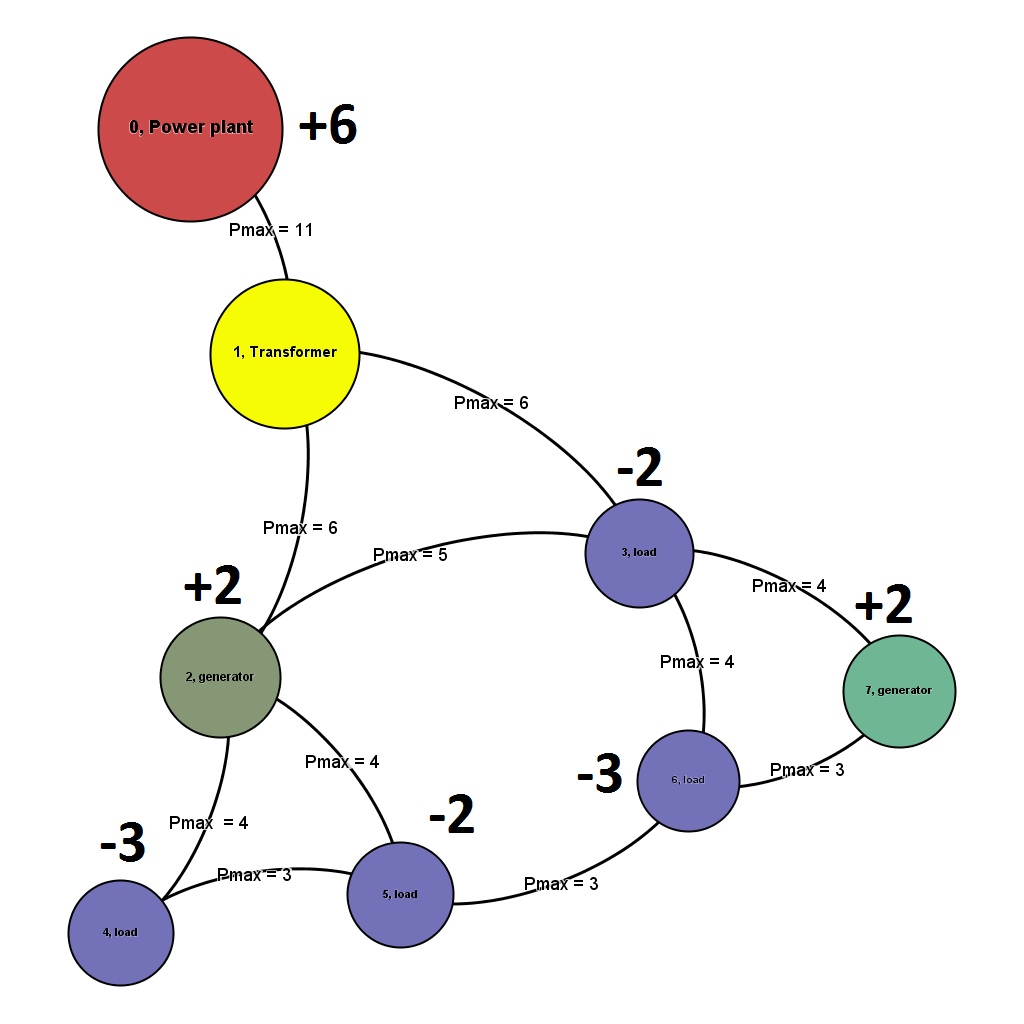 0, Power plant
+6
Pmax = 11
1, Transformer
Pmax = 6
-2
Pmax = 6
3, load
Pmax = 5
+2
Pmax = 4
+2
2, generator
Pmax = 4
7, generator
Pmax = 4
-3
6, load
Pmax = 3
-3
Pmax = 4
-2
Pmax = 3
5, load
Pmax = 3
4, load